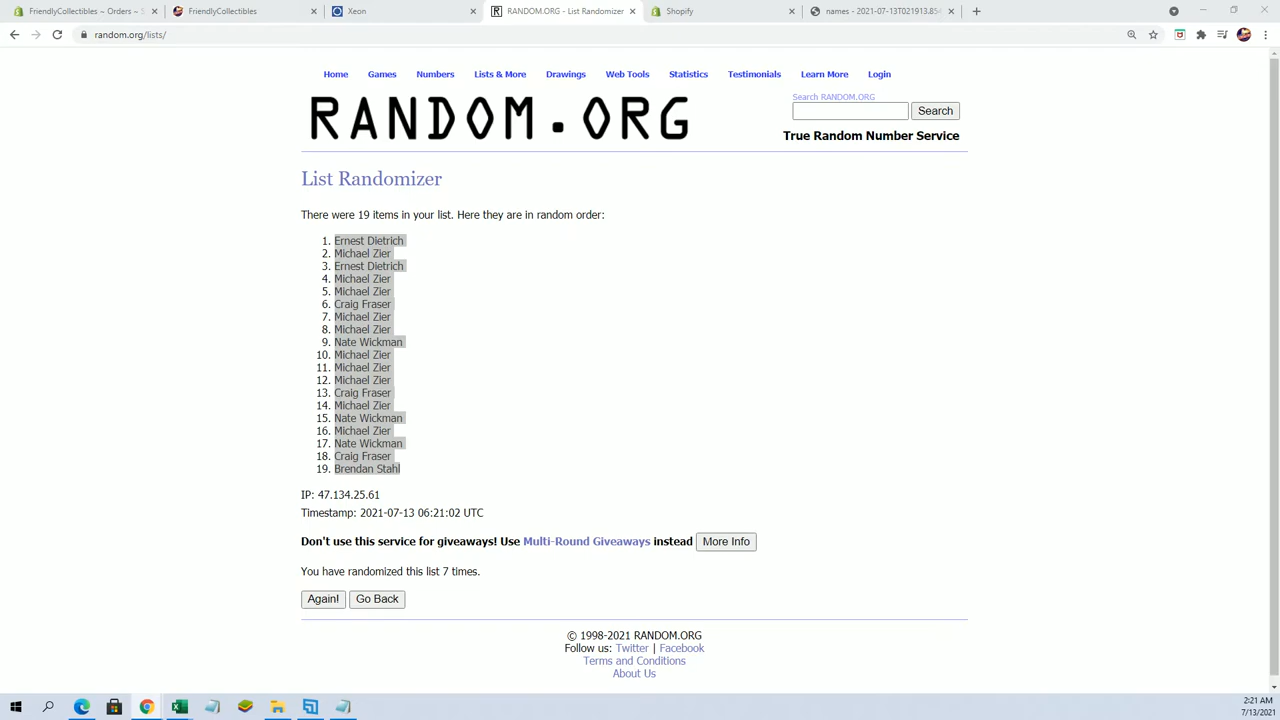 FriendlyCollectibles ~ Orders ~ S
FriendlyCollectibles
Xeon
RANDOM.ORG - List Randomizer
Shopify
names - 2021-07-13T021913.854
random.org/lists/
Home Games Numbers Lists & More Drawings Web Tools Statistics Testimonials Learn More Login
RANDOM.ORG
Search RANDOM.ORG
Search
True Random Number Service
List Randomizer
There were 19 items in your list. Here they are in random order:
1. Ernest Dietrich
2. Michael Zier
3. Ernest Dietrich
4. Michael Zier
5. Michael Zier
6. Craig Fraser
7. Michael Zier
8. Michael Zier
9. Nate Wickman
10. Michael Zier
11. Michael Zier
12. Michael Zier
13. Craig Fraser
14. Michael Zier
15. Nate Wickman
16. Michael Zier
17. Nate Wickman
18. Craig Fraser
19. Brendan Stahl
IP: 47.134.25.61
Timestamp: 2021-07-13 06:21:02 UTC
Don't use this service for giveaways! Use Multi-Round Giveaways instead More Info
You have randomized this list 7 times.
Again! Go Back
© 1998-2021 RANDOM.ORG
Follow us: Twitter | Facebook
Terms and Conditions
About Us
2:21 AM
7/13/2021